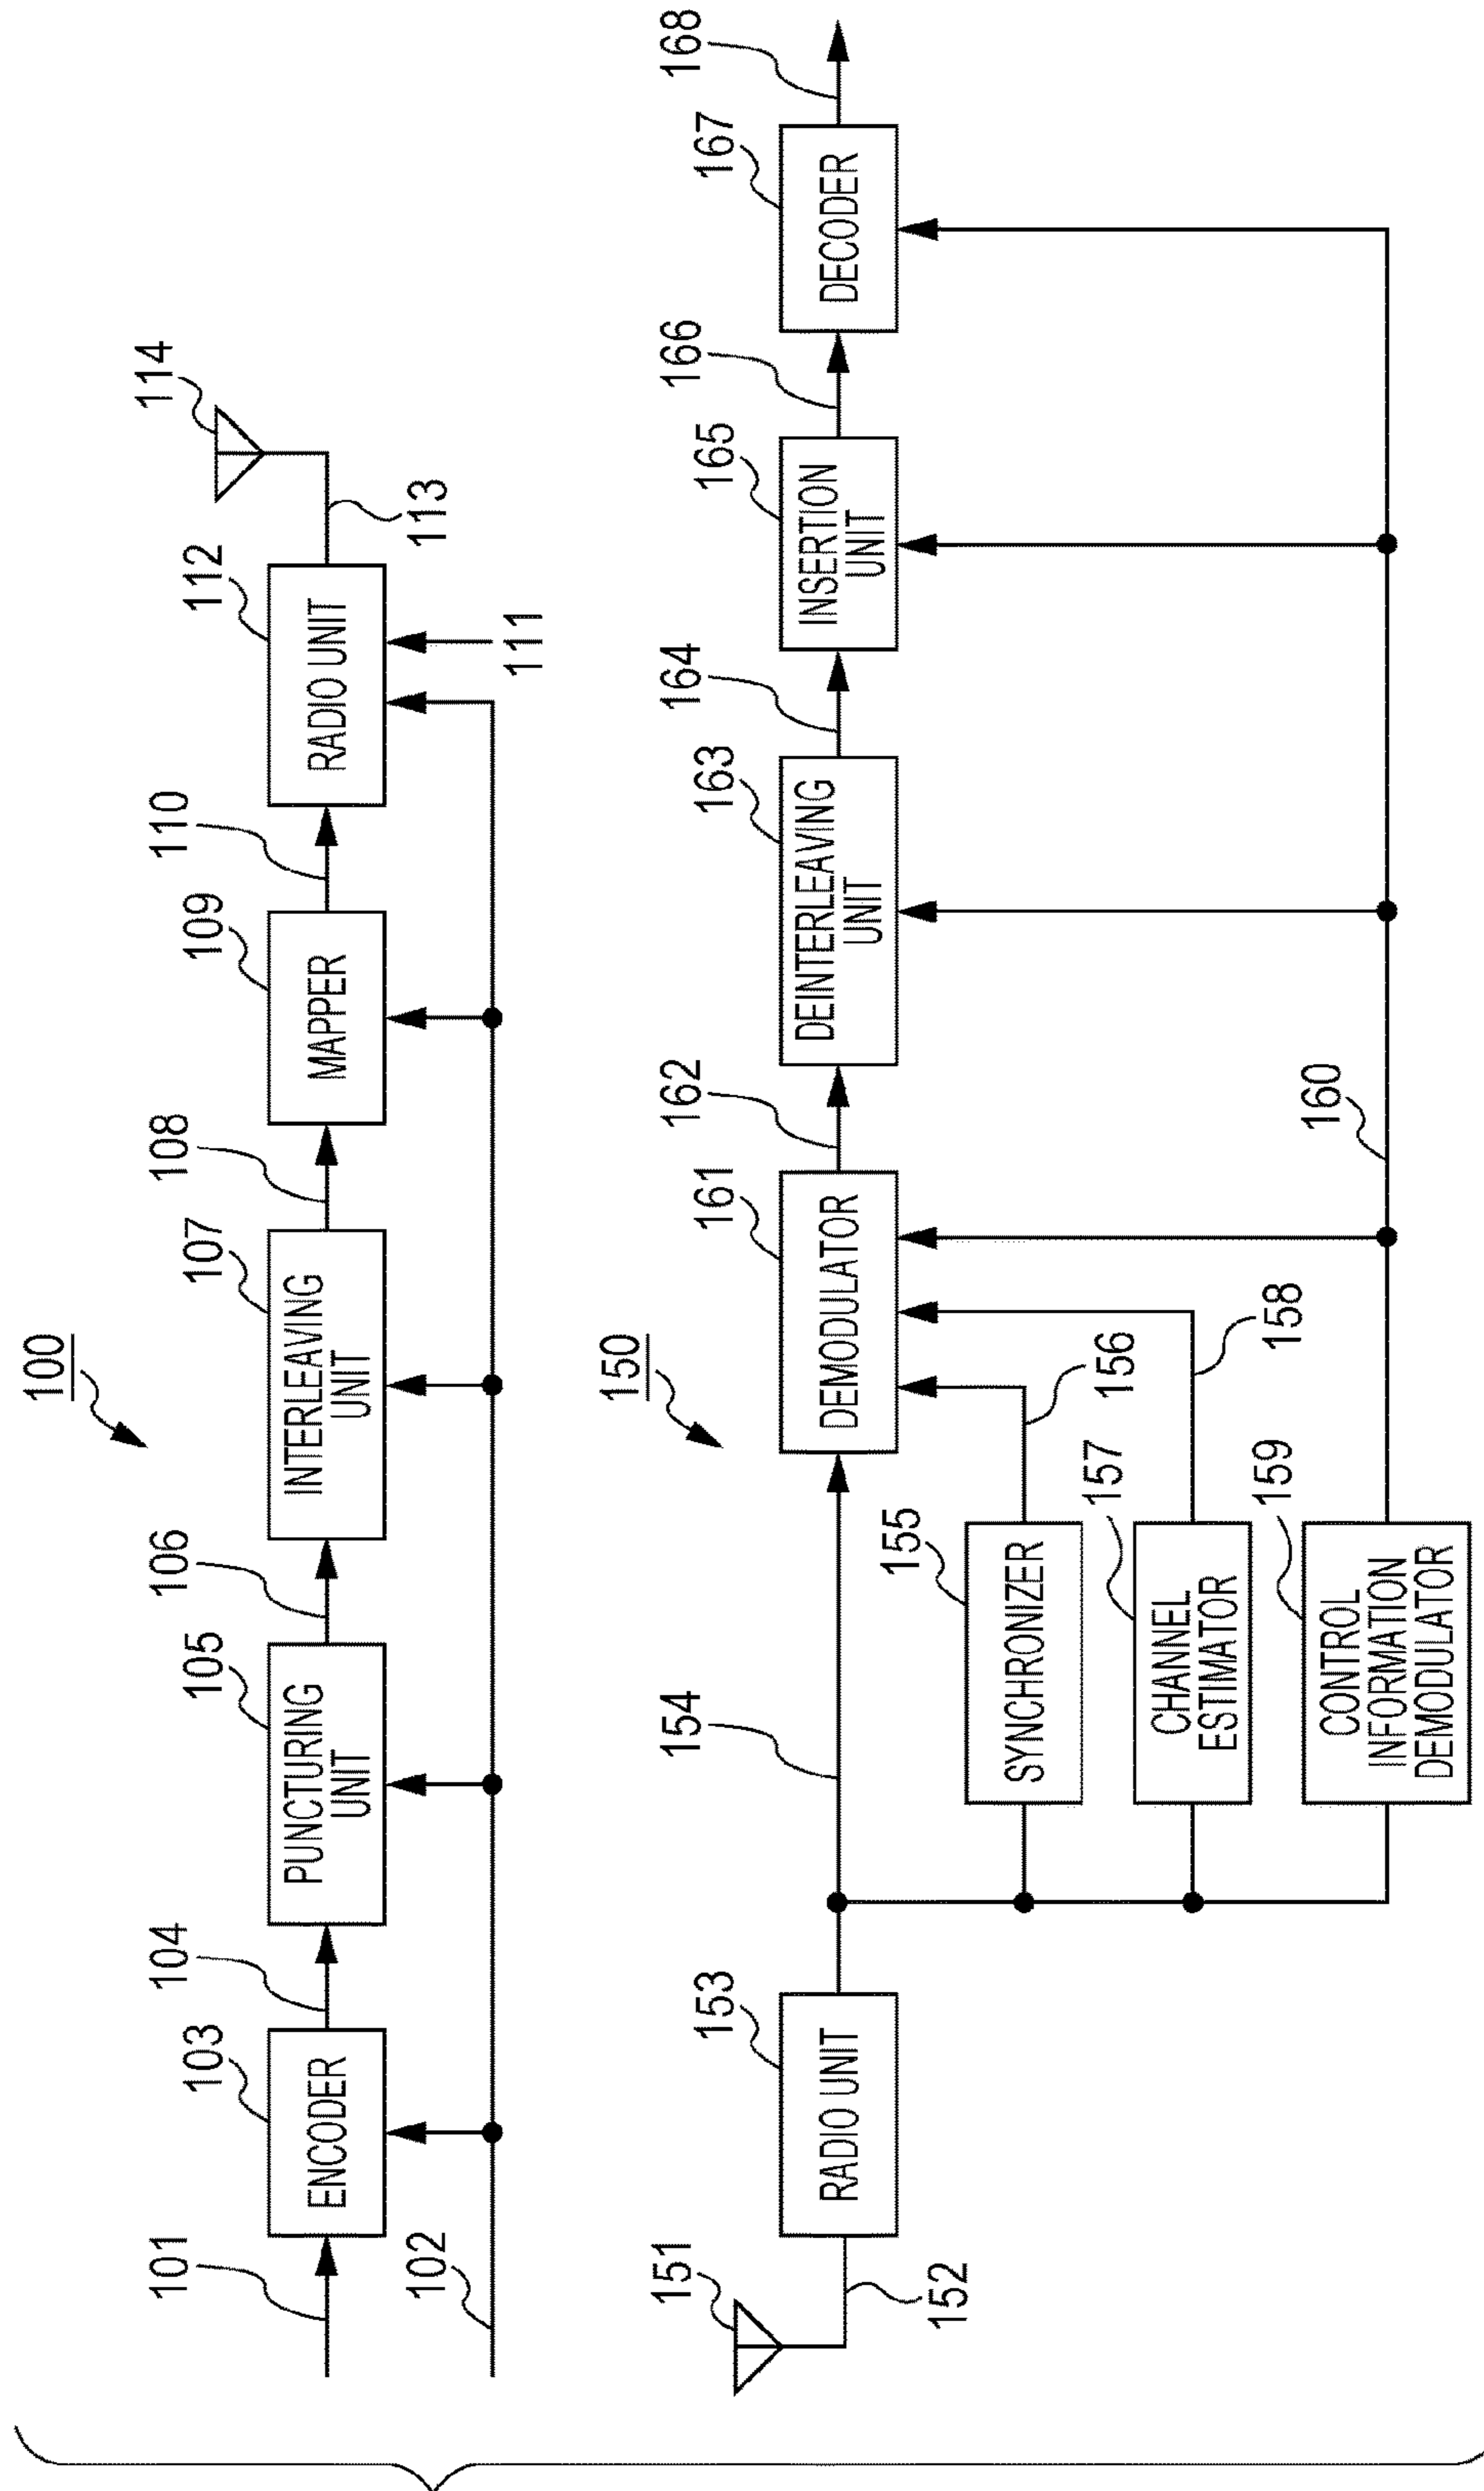 100
101
102
103
ENCODER
104
105
PUNCTURING
UNIT
106
107
INTERLEAVING
UNIT
108
109
MAPPER
110
111
112
RADIO UNIT
113
114
150
151
152
153
RADIO UNIT
154
155
SYNCHRONIZER
156
157
CHANNEL
ESTIMATOR
158
159
CONTROL
INFORMATION
DEMODULATOR
160
161
DEMODULATOR
162
163
DEINTERLEAVING
UNIT
164
165
INSERTION
UNIT
166
167
DECODER
168